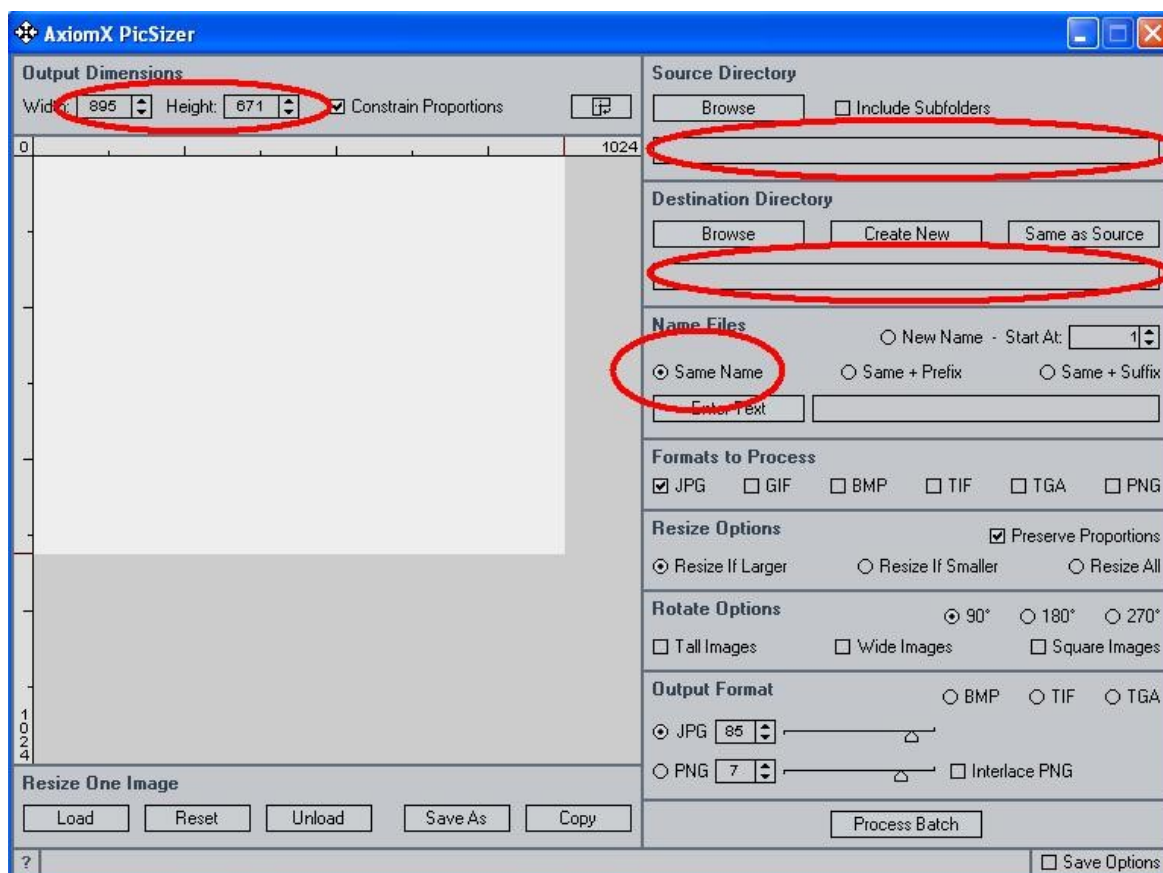 AxiomX PicSizer
Output Dimensions
Width: 895 Height: 671 Constrain Proportions
0 1024
1024
Resize One Image
Load Reset Unload Save As Copy
?
Source Directory
Browse Include Subfolders
Destination Directory
Browse Create New Same as Source
Name Files
New Name - Start At: 1
Same Name Same + Prefix Same + Suffix
Enter Text
Formats to Process
JPG GIF BMP TIF TGA PNG
Resize Options
Preserve Proportions
Resize If Larger Resize If Smaller Resize All
Rotate Options
90° 180° 270°
Tall Images Wide Images Square Images
Output Format
BMP TIF TGA
JPG 85
PNG 7 Interlace PNG
Process Batch
Save Options